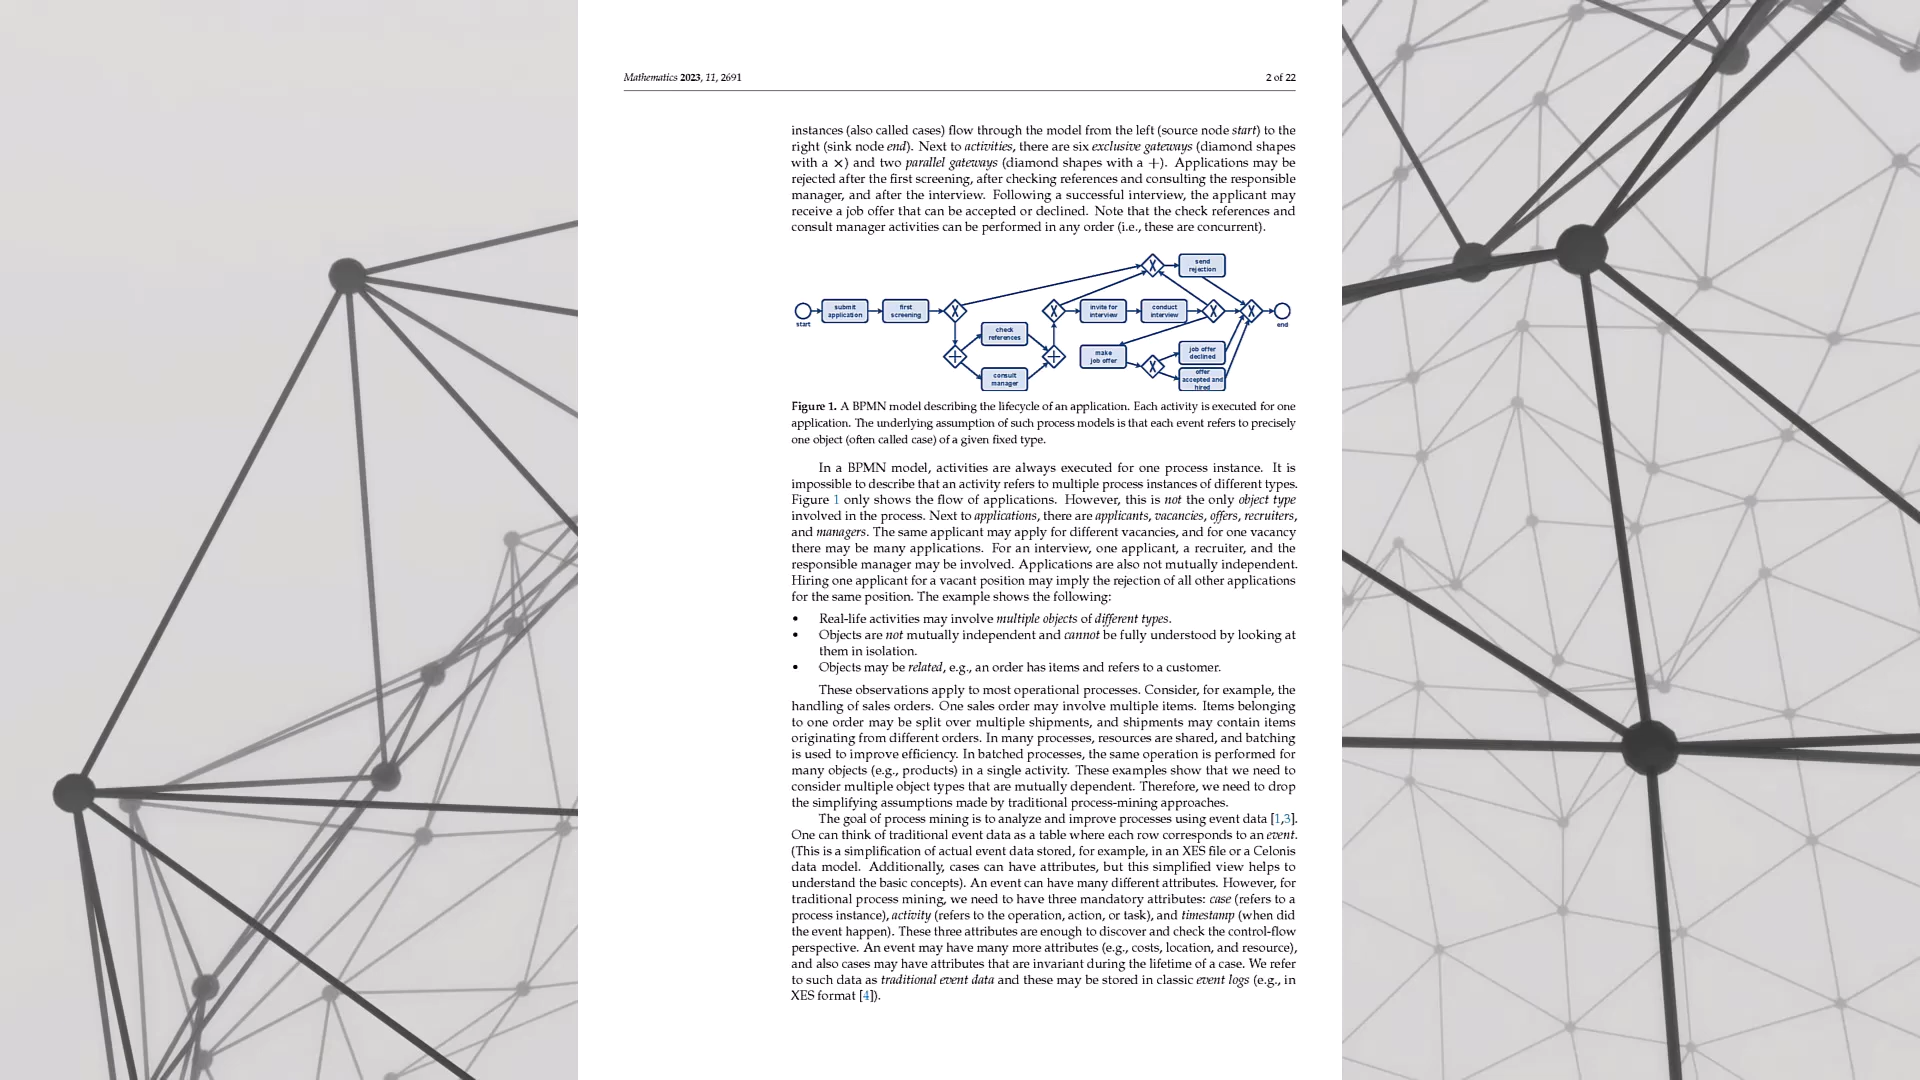 Mathematics 2023, 11, 2691
2 of 22
instances (also called cases) flow through the model from the left (source node start) to the
right (sink node end). Next to activities, there are six exclusive gateways (diamond shapes
with a ×) and two parallel gateways (diamond shapes with a +). Applications may be
rejected after the first screening, after checking references and consulting the responsible
manager, and after the interview. Following a successful interview, the applicant may
receive a job offer that can be accepted or declined. Note that the check references and
consult manager activities can be performed in any order (i.e., these are concurrent).
start
submit
application
first
screening
X
check
references
+
consult
manager
+
X
invite for
interview
conduct
interview
X
X
send
rejection
make
job offer
X
job offer
declined
offer
accepted and
hired
X
end
Figure 1. A BPMN model describing the lifecycle of an application. Each activity is executed for one
application. The underlying assumption of such process models is that each event refers to precisely
one object (often called case) of a given fixed type.
In a BPMN model, activities are always executed for one process instance. It is
impossible to describe that an activity refers to multiple process instances of different types.
Figure 1 only shows the flow of applications. However, this is not the only object type
involved in the process. Next to applications, there are applicants, vacancies, offers, recruiters,
and managers. The same applicant may apply for different vacancies, and for one vacancy
there may be many applications. For an interview, one applicant, a recruiter, and the
responsible manager may be involved. Applications are also not mutually independent.
Hiring one applicant for a vacant position may imply the rejection of all other applications
for the same position. The example shows the following:
• Real-life activities may involve multiple objects of different types.
• Objects are not mutually independent and cannot be fully understood by looking at
them in isolation.
• Objects may be related, e.g., an order has items and refers to a customer.
These observations apply to most operational processes. Consider, for example, the
handling of sales orders. One sales order may involve multiple items. Items belonging
to one order may be split over multiple shipments, and shipments may contain items
originating from different orders. In many processes, resources are shared, and batching
is used to improve efficiency. In batched processes, the same operation is performed for
many objects (e.g., products) in a single activity. These examples show that we need to
consider multiple object types that are mutually dependent. Therefore, we need to drop
the simplifying assumptions made by traditional process-mining approaches.
The goal of process mining is to analyze and improve processes using event data [1,3].
One can think of traditional event data as a table where each row corresponds to an event.
(This is a simplification of actual event data stored, for example, in an XES file or a Celonis
data model. Additionally, cases can have attributes, but this simplified view helps to
understand the basic concepts). An event can have many different attributes. However, for
traditional process mining, we need to have three mandatory attributes: case (refers to a
process instance), activity (refers to the operation, action, or task), and timestamp (when did
the event happen). These three attributes are enough to discover and check the control-flow
perspective. An event may have many more attributes (e.g., costs, location, and resource),
and also cases may have attributes that are invariant during the lifetime of a case. We refer
to such data as traditional event data and these may be stored in classic event logs (e.g., in
XES format [4]).